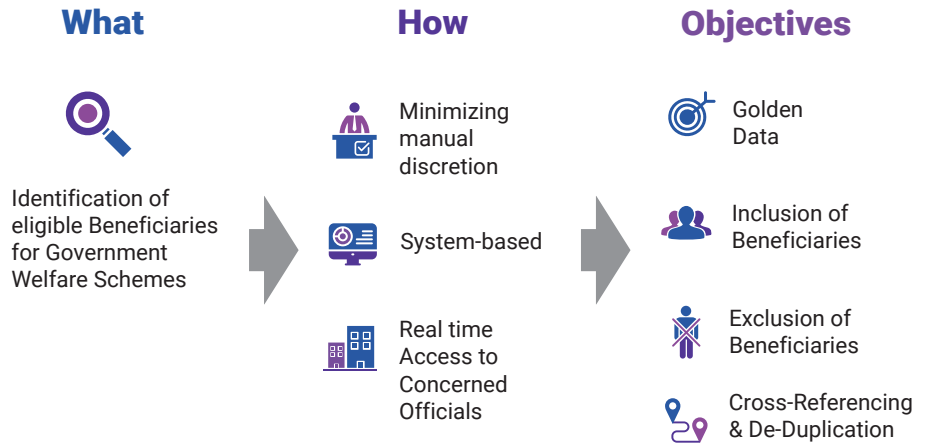 What
Identification of
eligible Beneficiaries
for Government
Welfare Schemes
How
Minimizing
manual
discretion
System-based
Real time
Access to
Concerned
Officials
Objectives
Golden
Data
Inclusion of
Beneficiaries
Exclusion of
Beneficiaries
Cross-Referencing
& De-Duplication